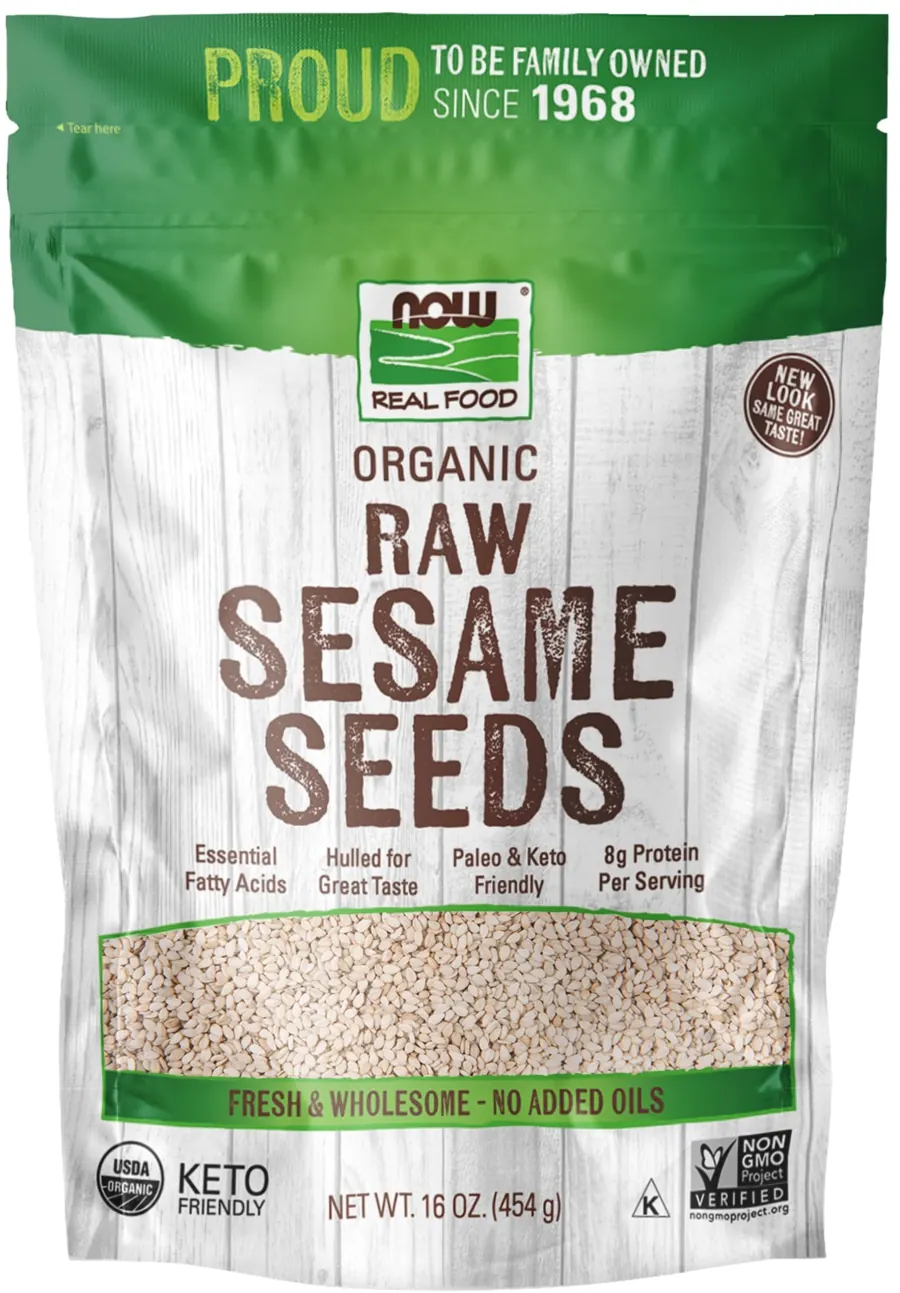 PROUD TO BE FAMILY OWNED
SINCE 1968
◄ Tear here
now ®
REAL FOOD
NEW
LOOK
SAME GREAT
TASTE!
ORGANIC
RAW
SESAME
SEEDS
Essential
Fatty Acids
Hulled for
Great Taste
Paleo & Keto
Friendly
8g Protein
Per Serving
FRESH & WHOLESOME - NO ADDED OILS
USDA
ORGANIC
KETO
FRIENDLY
NET WT. 16 OZ. (454 g)
K
NON
GMO
Project
VERIFIED
nongmoproject.org